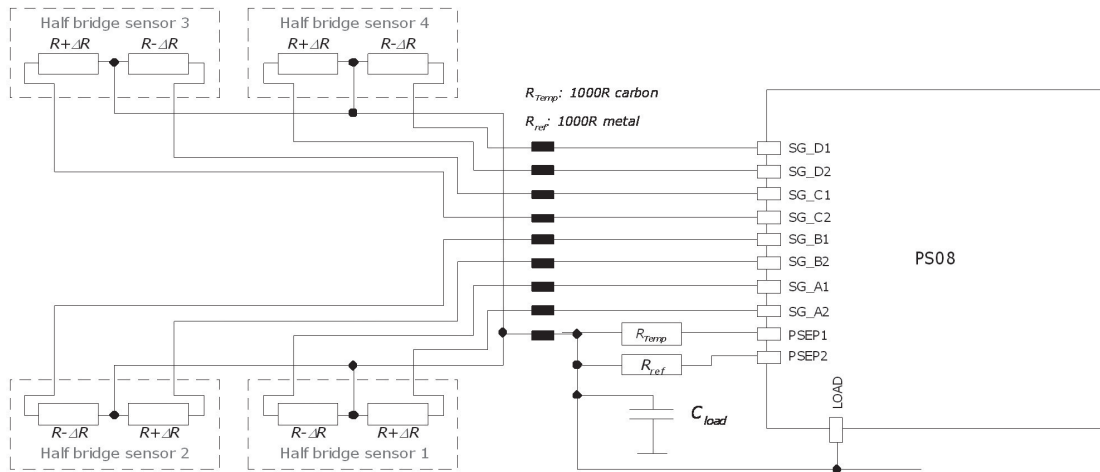 Half bridge sensor 3
R+ΔR R-ΔR
Half bridge sensor 4
R+ΔR R-ΔR
R_Temp: 1000R carbon
R_ref: 1000R metal
SG_D1
SG_D2
SG_C1
SG_C2
SG_B1
SG_B2
SG_A1
SG_A2
PSEP1
PSEP2
LOAD
PS08
R_Temp
R_ref
C_load
R-ΔR R+ΔR
Half bridge sensor 2
R-ΔR R+ΔR
Half bridge sensor 1